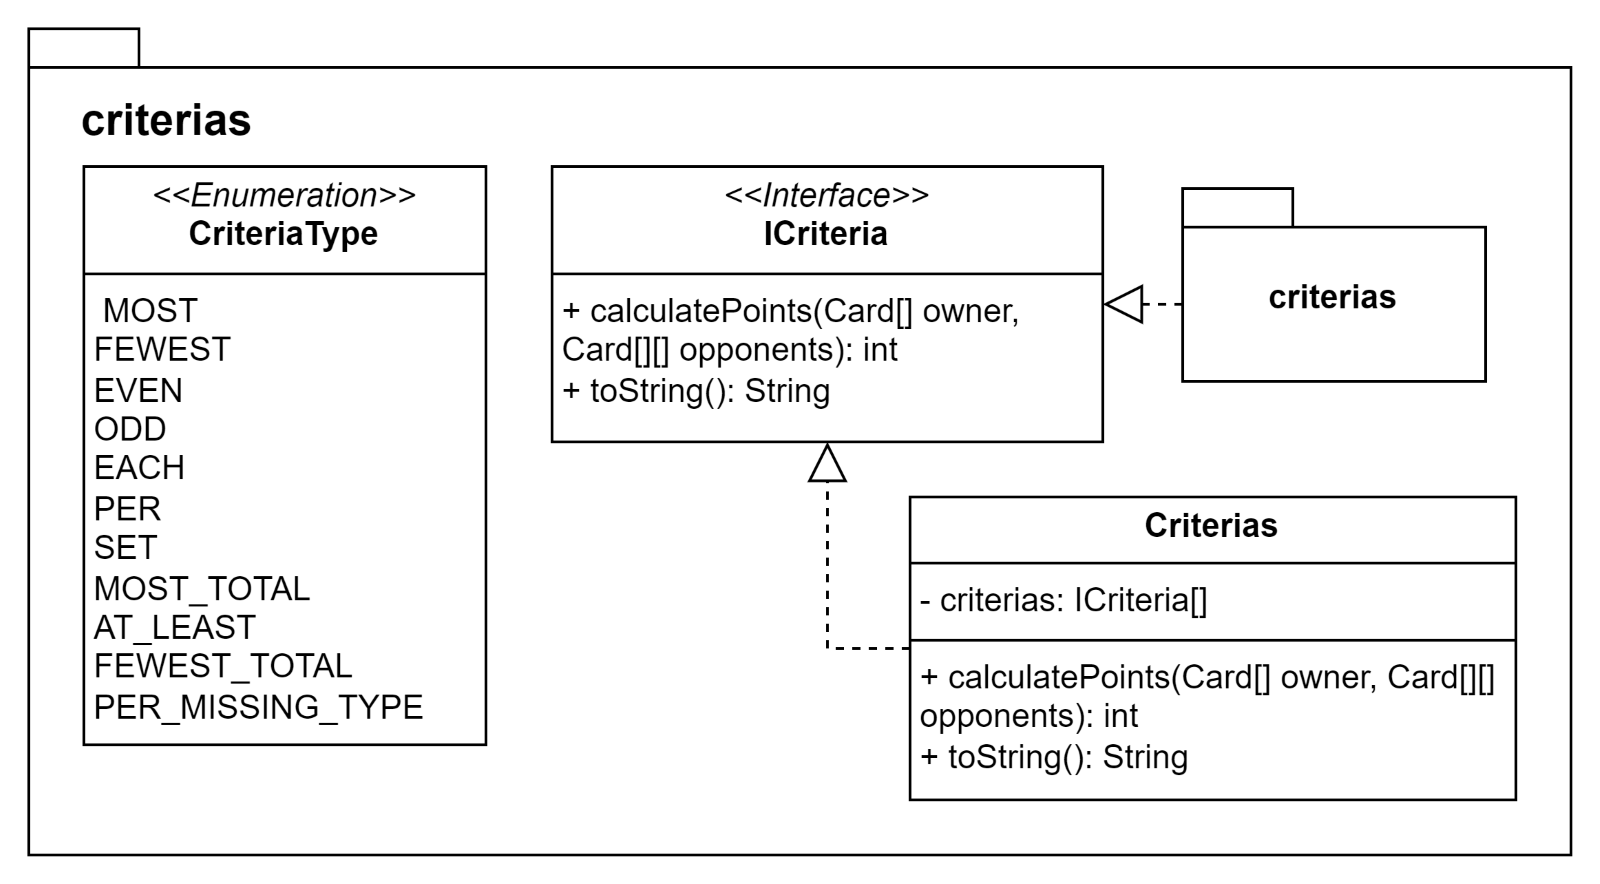 criterias
<<Enumeration>>
CriteriaType
MOST
FEWEST
EVEN
ODD
EACH
PER
SET
MOST_TOTAL
AT_LEAST
FEWEST_TOTAL
PER_MISSING_TYPE
<<Interface>>
ICriteria
+ calculatePoints(Card[] owner,
Card[][] opponents): int
+ toString(): String
criterias
Criterias
- criterias: ICriteria[]
+ calculatePoints(Card[] owner, Card[][]
opponents): int
+ toString(): String